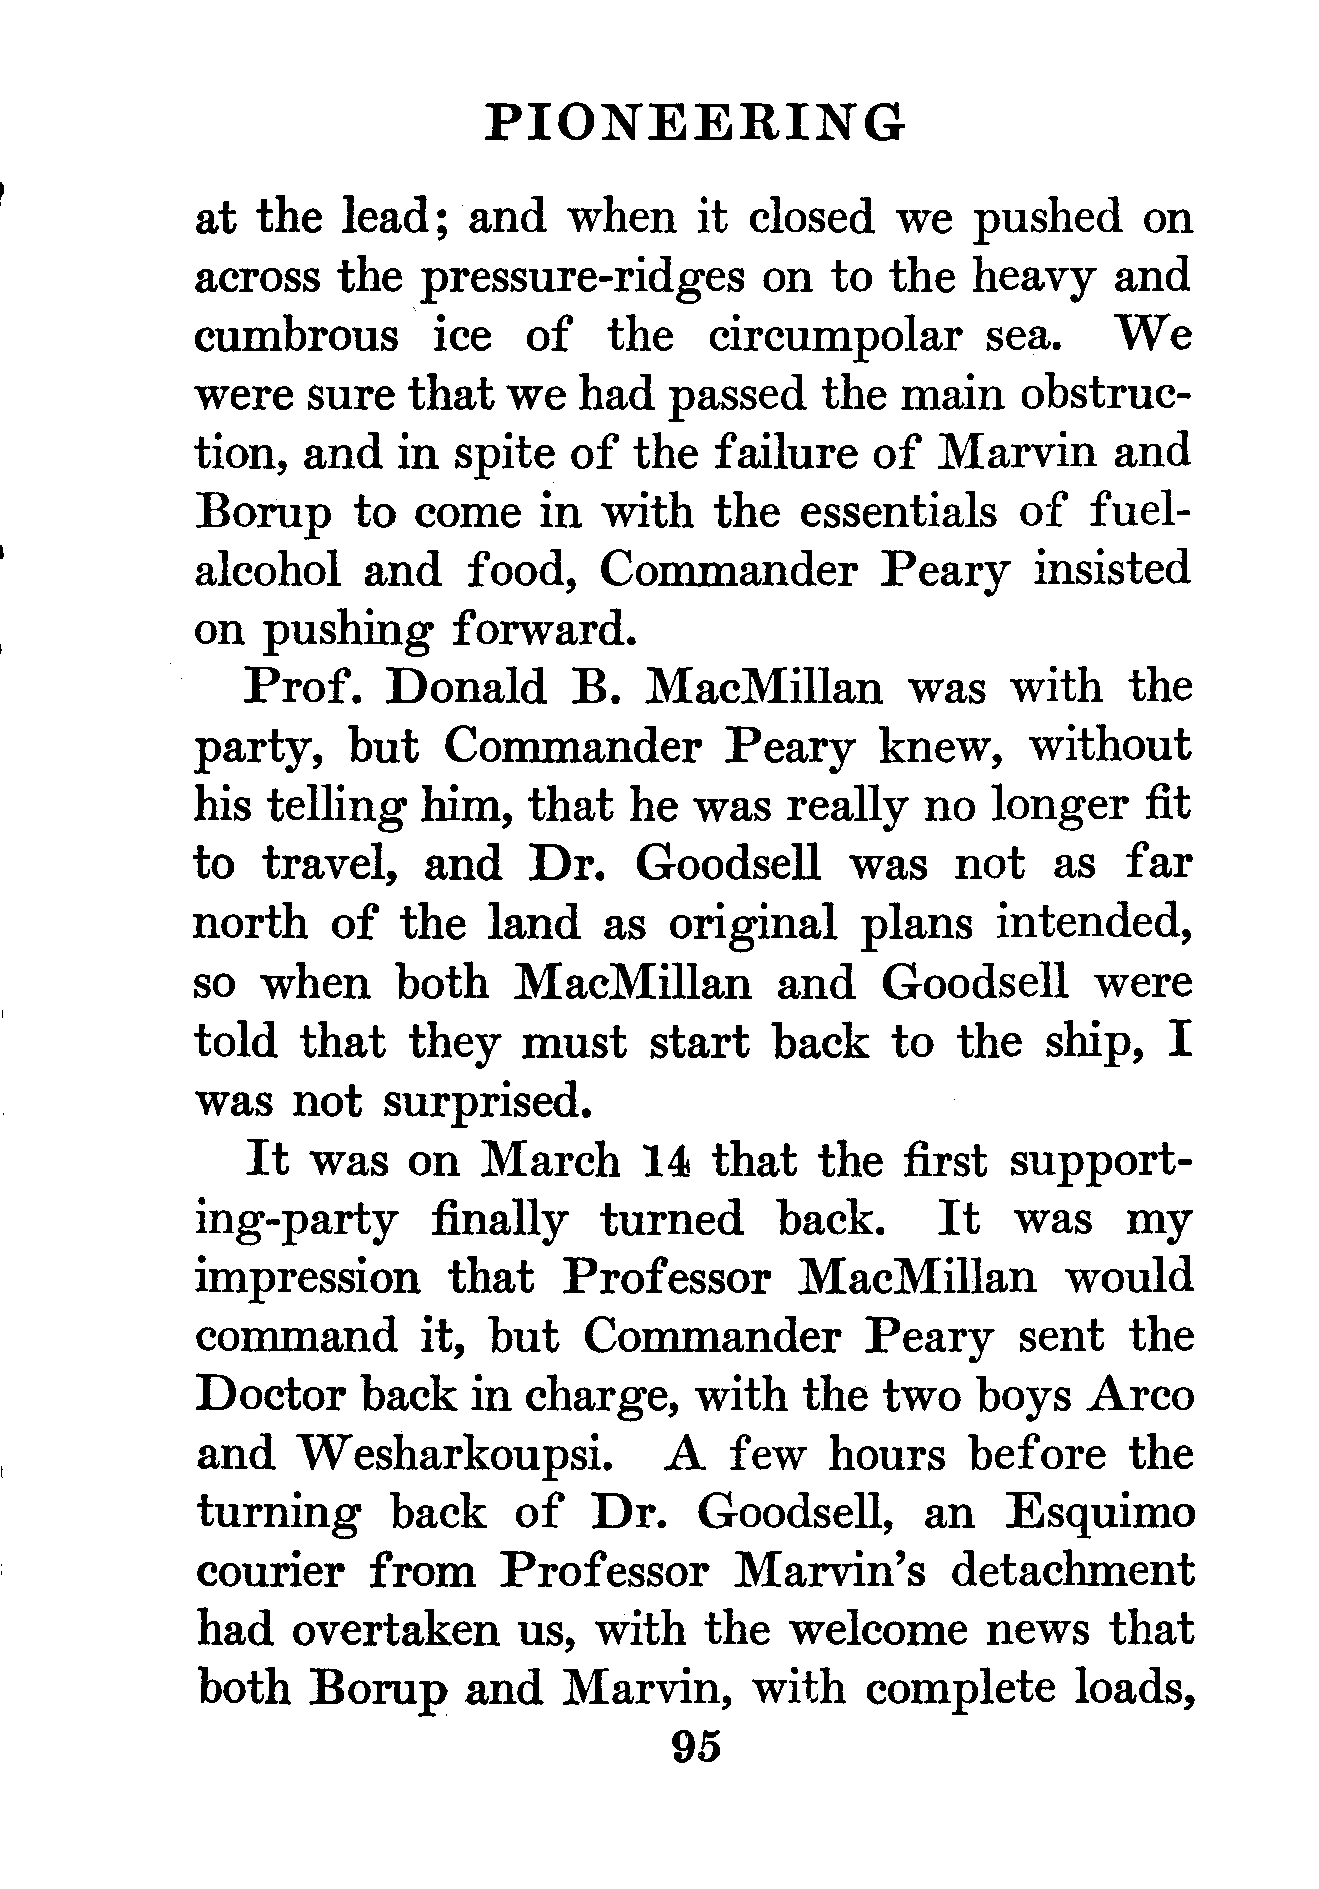 PIONEERING
at the lead; and when it closed we pushed on
across the pressure-ridges on to the heavy and
cumbrous ice of the circumpolar sea. We
were sure that we had passed the main obstruc-
tion, and in spite of the failure of Marvin and
Borup to come in with the essentials of fuel-
alcohol and food, Commander Peary insisted
on pushing forward.
Prof. Donald B. MacMillan was with the
party, but Commander Peary knew, without
his telling him, that he was really no longer fit
to travel, and Dr. Goodsell was not as far
north of the land as original plans intended,
so when both MacMillan and Goodsell were
told that they must start back to the ship, I
was not surprised.
It was on March 14 that the first support-
ing-party finally turned back. It was my
impression that Professor MacMillan would
command it, but Commander Peary sent the
Doctor back in charge, with the two boys Arco
and Wesharkoupsi. A few hours before the
turning back of Dr. Goodsell, an Esquimo
courier from Professor Marvin's detachment
had overtaken us, with the welcome news that
both Borup and Marvin, with complete loads,
95